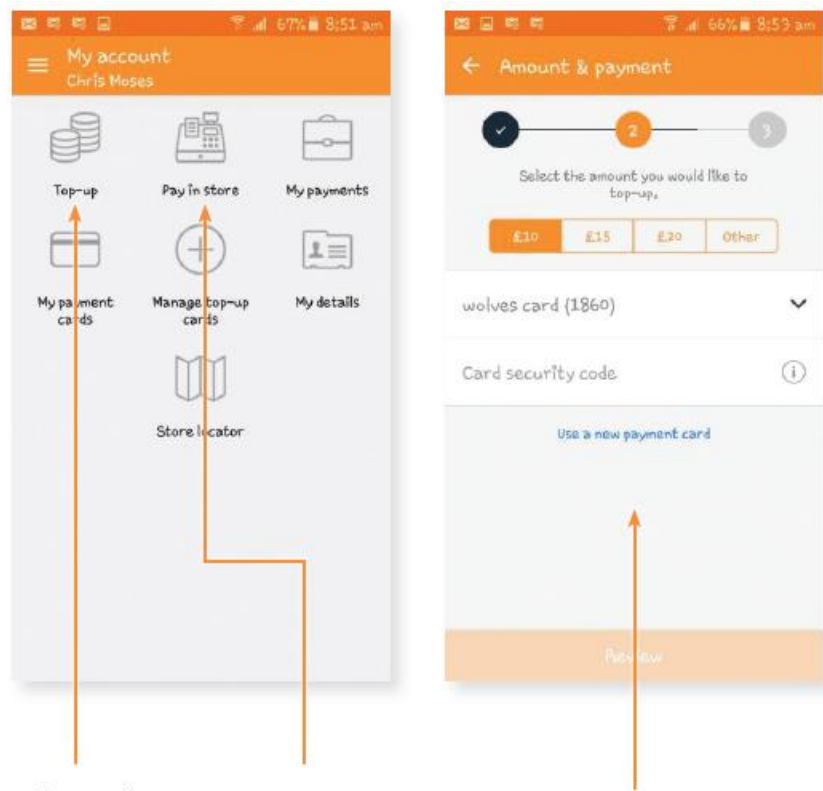 67% 8:51 am
My account
Chris Moses
Top-up
Pay in store
My payments
My payment
cards
Manage top-up
cards
My details
Store locator
66% 8:53 am
Amount & payment
2
3
Select the amount you would like to
top-up.
£10
£15
£20
Other
wolves card (1860)
Card security code
i
Use a new payment card
Review